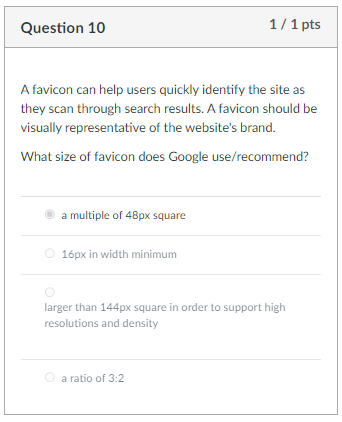 Question 10
1 / 1 pts
A favicon can help users quickly identify the site as
they scan through search results. A favicon should be
visually representative of the website's brand.
What size of favicon does Google use/recommend?
a multiple of 48px square
16px in width minimum
larger than 144px square in order to support high
resolutions and density
a ratio of 3:2